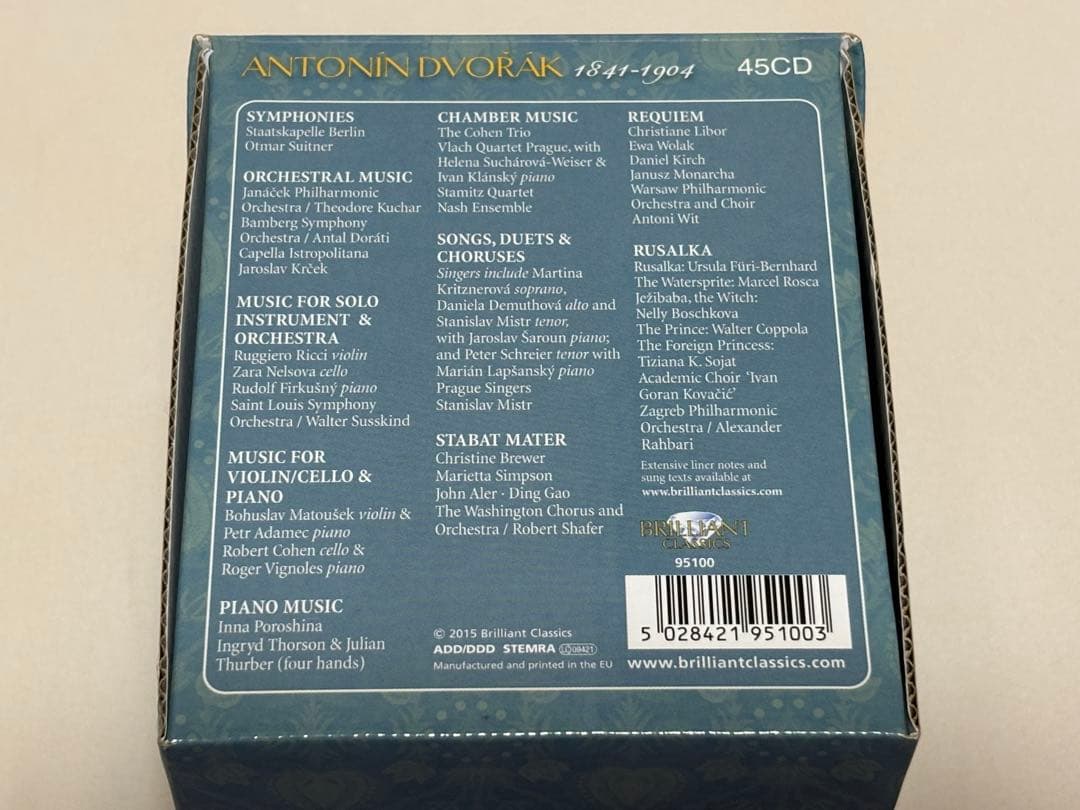 ANTONÍN DVOŘÁK 1841-1904 45CD
SYMPHONIES
Staatskapelle Berlin
Otmar Suitner
ORCHESTRAL MUSIC
Janáček Philharmonic
Orchestra / Theodore Kuchar
Bamberg Symphony
Orchestra / Antal Doráti
Capella Istropolitana
Jaroslav Krček
MUSIC FOR SOLO
INSTRUMENT &
ORCHESTRA
Ruggiero Ricci violin
Zara Nelsova cello
Rudolf Firkušný piano
Saint Louis Symphony
Orchestra / Walter Susskind
MUSIC FOR
VIOLIN/CELLO &
PIANO
Bohuslav Matoušek violin &
Petr Adamec piano
Robert Cohen cello &
Roger Vignoles piano
PIANO MUSIC
Inna Poroshina
Ingryd Thorson & Julian
Thurber (four hands)
CHAMBER MUSIC
The Cohen Trio
Vlach Quartet Prague, with
Helena Suchárová-Weiser &
Ivan Klánský piano
Stamitz Quartet
Nash Ensemble
SONGS, DUETS &
CHORUSES
Singers include Martina
Kritznerová soprano,
Daniela Demuthová alto and
Stanislav Mistr tenor,
with Jaroslav Šaroun piano;
and Peter Schreier tenor with
Marián Lapšanský piano
Prague Singers
Stanislav Mistr
STABAT MATER
Christine Brewer
Marietta Simpson
John Aler · Ding Gao
The Washington Chorus and
Orchestra / Robert Shafer
© 2015 Brilliant Classics
ADD/DDD STEMRA LC 09421
Manufactured and printed in the EU
REQUIEM
Christiane Libor
Ewa Wolak
Daniel Kirch
Janusz Monarcha
Warsaw Philharmonic
Orchestra and Choir
Antoni Wit
RUSALKA
Rusalka: Ursula Füri-Bernhard
The Watersprite: Marcel Rosca
Ježibaba, the Witch:
Nelly Boschkova
The Prince: Walter Coppola
The Foreign Princess:
Tiziana K. Sojat
Academic Choir 'Ivan
Goran Kovačić'
Zagreb Philharmonic
Orchestra / Alexander
Rahbari
Extensive liner notes and
sung texts available at
www.brilliantclassics.com
BRILLIANT
CLASSICS
95100
5 028421 951003
www.brilliantclassics.com